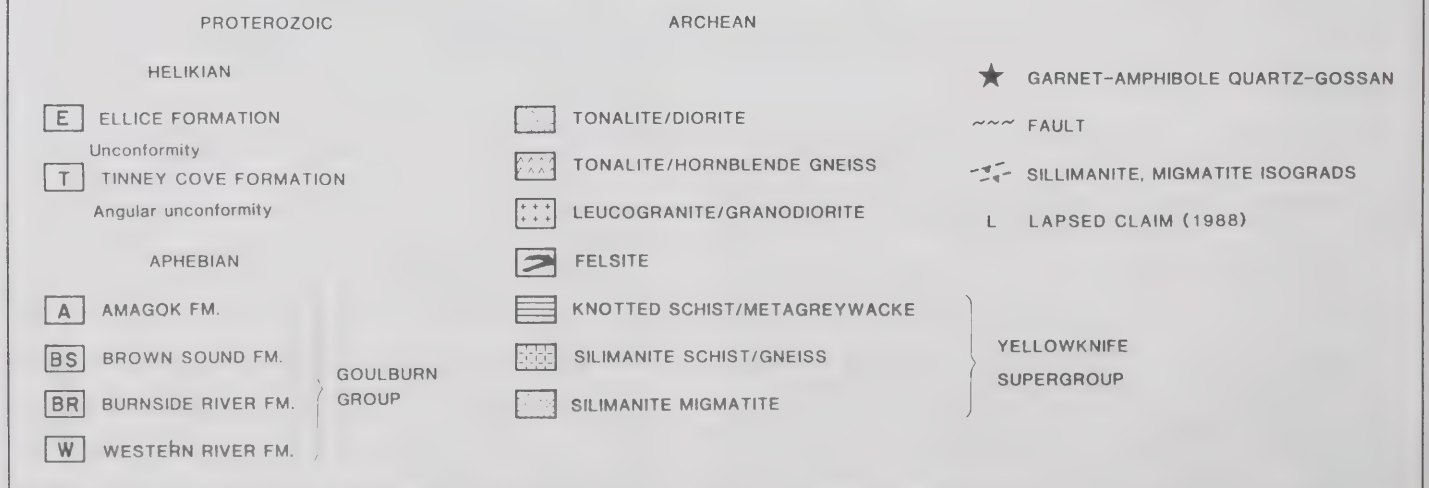 PROTEROZOIC
HELIKIAN
E ELLICE FORMATION
Unconformity
T TINNEY COVE FORMATION
Angular unconformity
APHEBIAN
A AMAGOK FM.
BS BROWN SOUND FM.
BR BURNSIDE RIVER FM.
W WESTERN RIVER FM.
GOULBURN
GROUP
ARCHEAN
TONALITE/DIORITE
TONALITE/HORNBLENDE GNEISS
LEUCOGRANITE/GRANODIORITE
FELSITE
KNOTTED SCHIST/METAGREYWACKE
SILIMANITE SCHIST/GNEISS
SILIMANITE MIGMATITE
YELLOWKNIFE
SUPERGROUP
GARNET-AMPHIBOLE QUARTZ-GOSSAN
FAULT
SILLIMANITE, MIGMATITE ISOGRADS
L LAPSED CLAIM (1988)